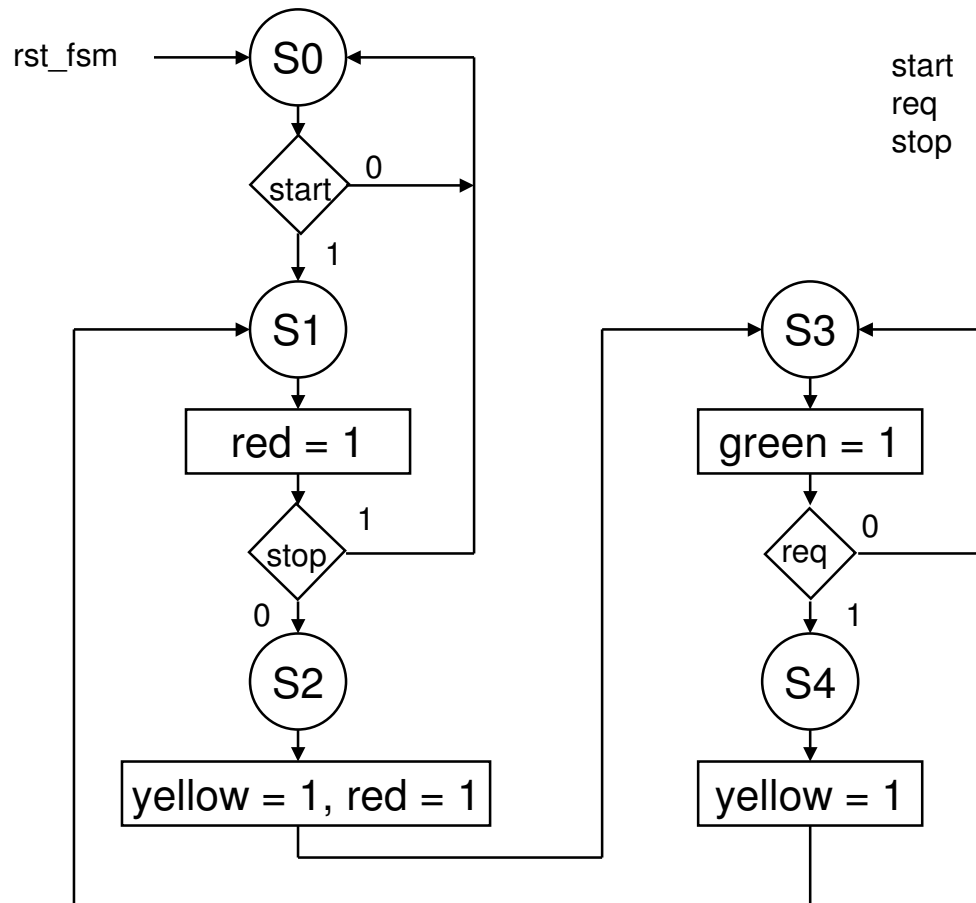 rst_fsm
S0
start
req
stop
start
0
1
S1
red = 1
stop
1
0
S2
yellow = 1, red = 1
S3
green = 1
req
0
1
S4
yellow = 1